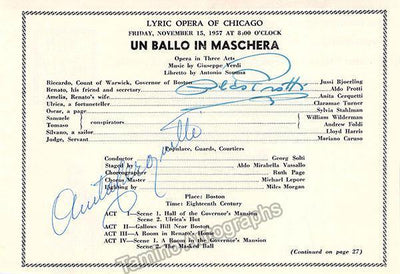 LYRIC OPERA OF CHICAGO
FRIDAY, NOVEMBER 15, 1957 AT 8:00 O'CLOCK
UN BALLO IN MASCHERA
Opera in Three Acts
Music by Giuseppe Verdi
Libretto by Antonio Somma
Riccardo, Count of Warwick, Governor of Boston Jussi Bjoerling
Renato, his friend and secretary Aldo Protti
Amelia, Renato's wife Anita Cerquetti
Ulrica, a fortuneteller Claramae Turner
Oscar, a page Sylvia Stahlman
Samuele } conspirators William Wilderman
Tomaso Andrew Foldi
Silvano, a sailor Lloyd Harris
Judge, Servant Mariano Caruso
Populace, Guards, Courtiers
Conductor Georg Solti
Staged by Aldo Mirabella Vassallo
Choreographer Ruth Page
Chorus Master Michael Lepore
Lighting by Miles Morgan
Place: Boston
Time: Eighteenth Century
ACT I—Scene 1. Hall of the Governor's Mansion
Scene 2. Ulrica's Hut
ACT II—Gallows Hill Near Boston
ACT III—A Room in Renato's Home
ACT IV—Scene 1. A Room in the Governor's Mansion
Scene 2. The Masked Ball
(Continued on page 27)
Aldo Protti
Anita Cerquetti
Tamino Autographs